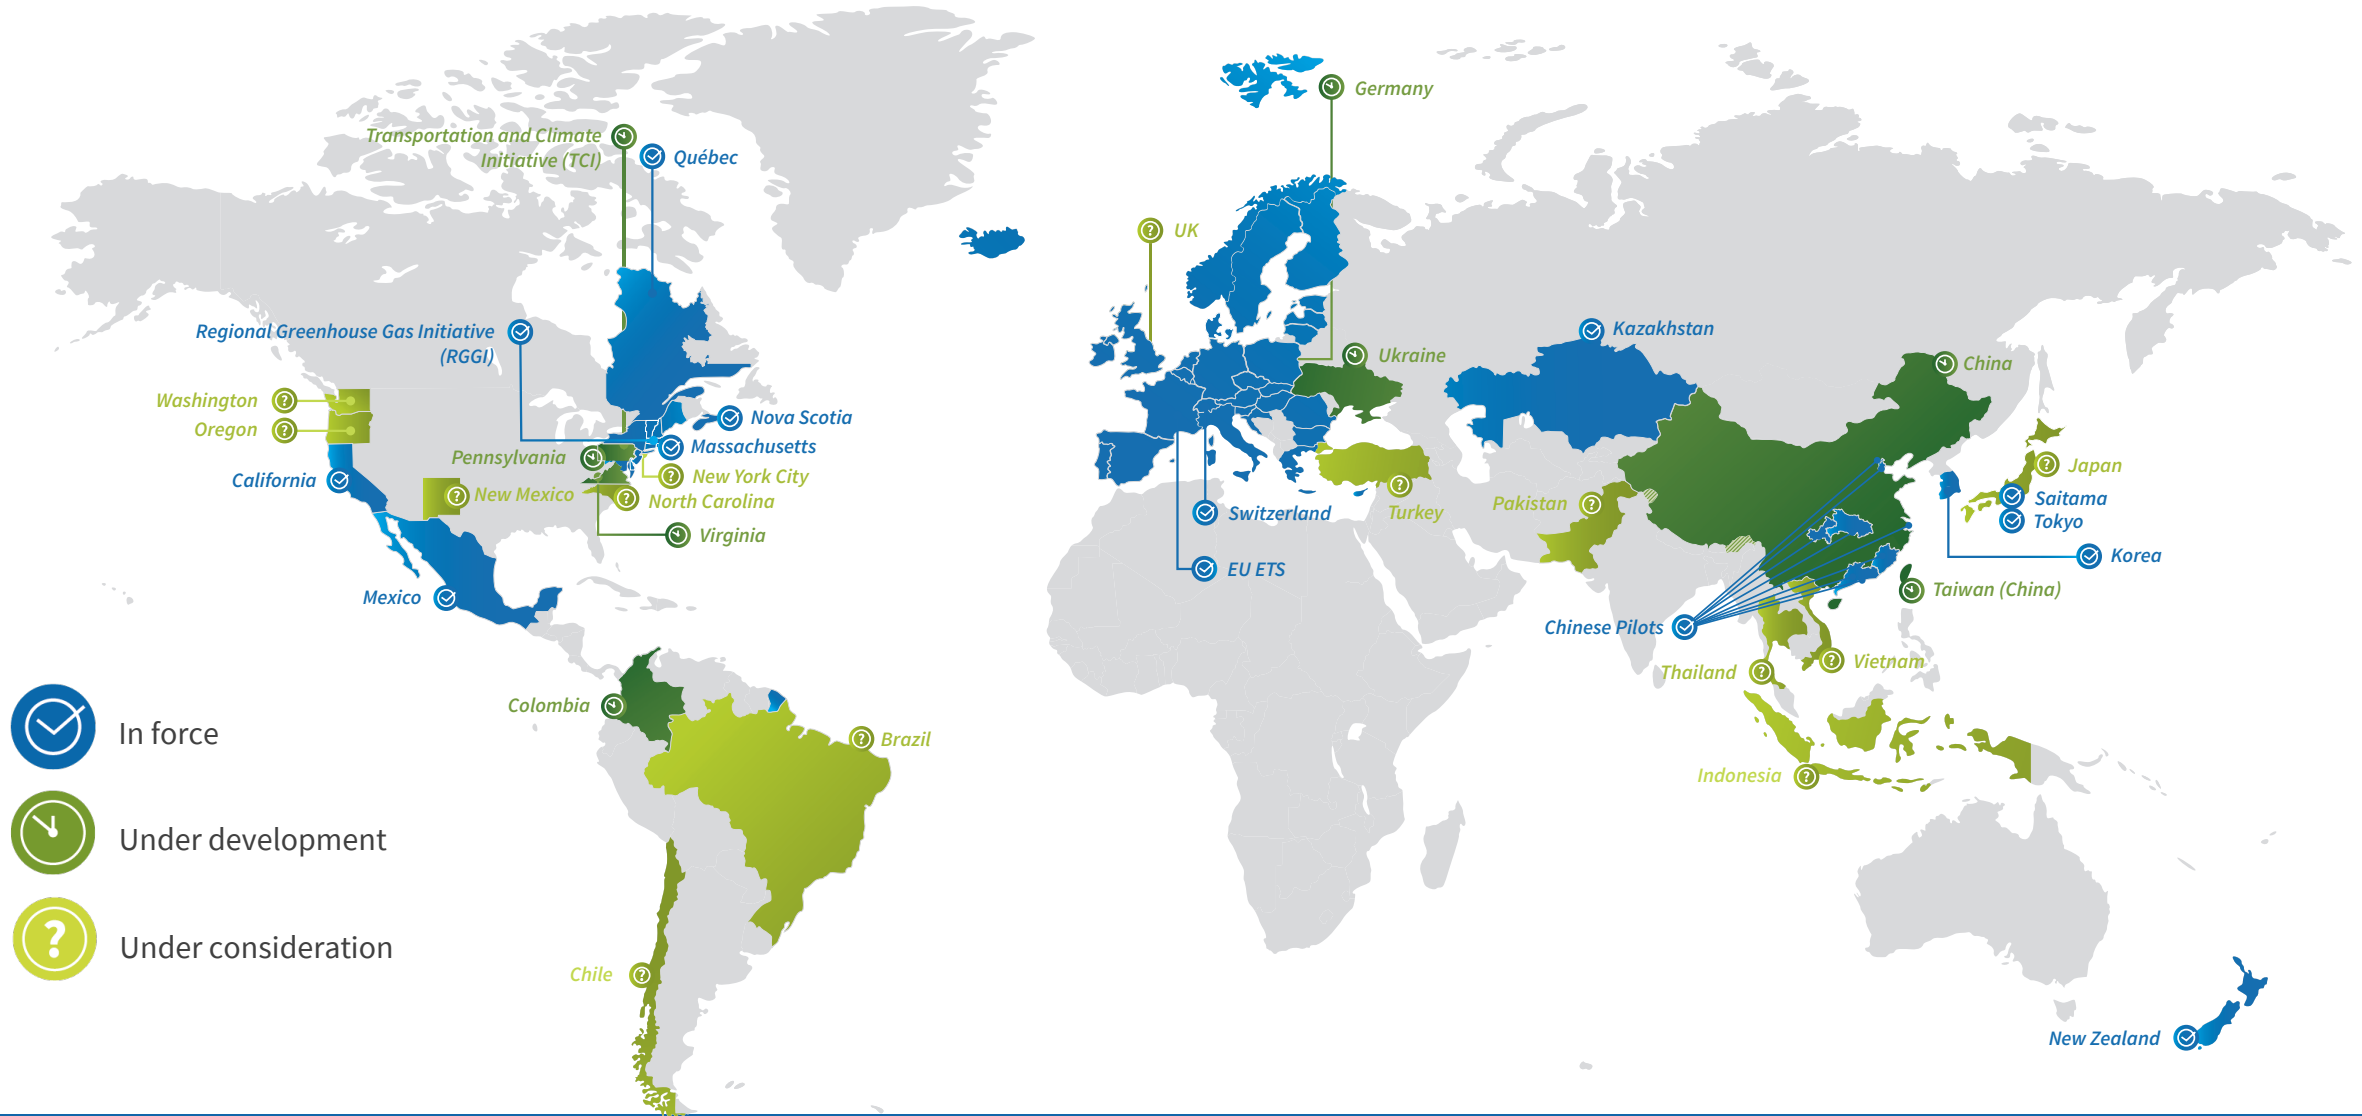 Germany
Transportation and Climate
Initiative (TCI)
Québec
UK
Regional Greenhouse Gas Initiative
(RGGI)
Kazakhstan
Ukraine
China
Washington
Oregon
Nova Scotia
Massachusetts
Pennsylvania
California
New York City
New Mexico
North Carolina
Virginia
Japan
Saitama
Tokyo
Pakistan
Turkey
Switzerland
Korea
EU ETS
Taiwan (China)
Mexico
Chinese Pilots
Vietnam
Thailand
Colombia
Brazil
Indonesia
In force
Under development
Under consideration
Chile
New Zealand